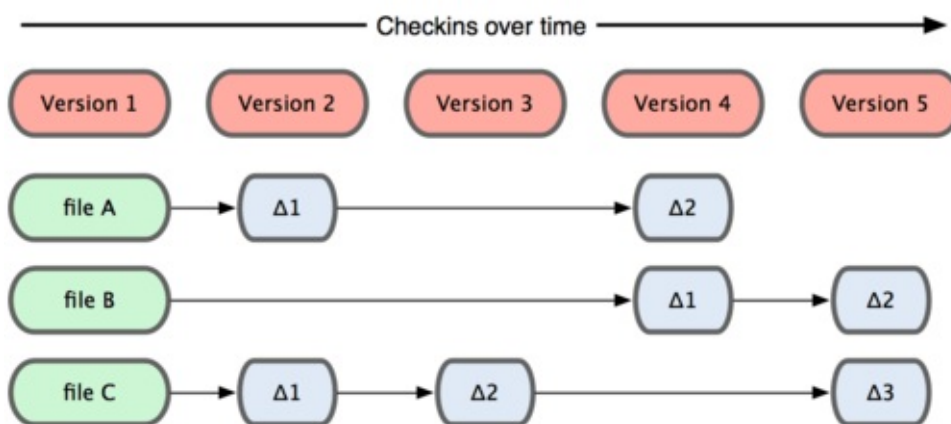 Checkins over time
Version 1 Version 2 Version 3 Version 4 Version 5
file A Δ1 Δ2
file B Δ1 Δ2
file C Δ1 Δ2 Δ3